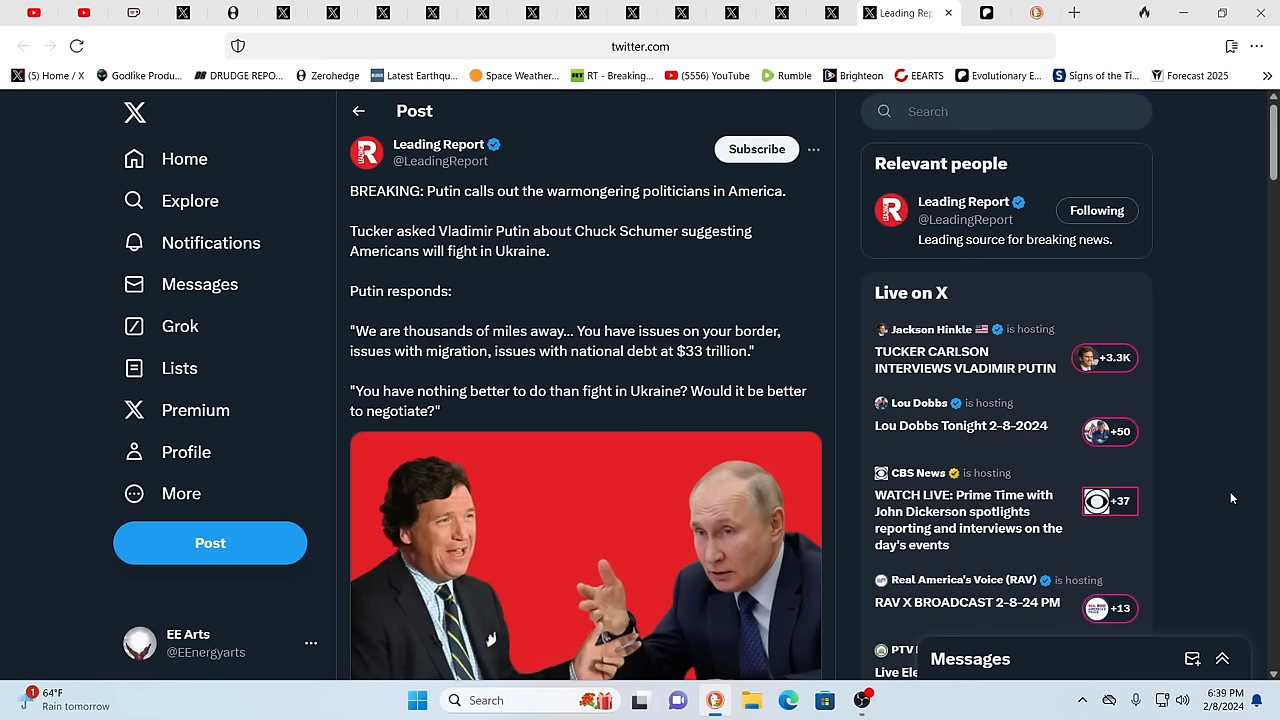 Leading Rep
twitter.com
(5) Home / X
Godlike Produ...
DRUDGE REPO...
Zerohedge
Latest Earthqu...
Space Weather...
RT - Breaking...
(5556) YouTube
Rumble
Brighteon
EEARTS
Evolutionary E...
Signs of the Ti...
Forecast 2025
Home
Explore
Notifications
Messages
Grok
Lists
Premium
Profile
More
Post
EE Arts
@EEnergyarts
Post
Leading Report
@LeadingReport
Subscribe
BREAKING: Putin calls out the warmongering politicians in America.
Tucker asked Vladimir Putin about Chuck Schumer suggesting
Americans will fight in Ukraine.
Putin responds:
"We are thousands of miles away... You have issues on your border,
issues with migration, issues with national debt at $33 trillion."
"You have nothing better to do than fight in Ukraine? Would it be better
to negotiate?"
Search
Relevant people
Leading Report
@LeadingReport
Following
Leading source for breaking news.
Live on X
Jackson Hinkle is hosting
TUCKER CARLSON
INTERVIEWS VLADIMIR PUTIN
+3.3K
Lou Dobbs is hosting
Lou Dobbs Tonight 2-8-2024
+50
CBS News is hosting
WATCH LIVE: Prime Time with
John Dickerson spotlights
reporting and interviews on the
day's events
+37
Real America's Voice (RAV) is hosting
RAV X BROADCAST 2-8-24 PM
+13
PTV
Live Ele
Messages
1
64°F
Rain tomorrow
Search
6:39 PM
2/8/2024